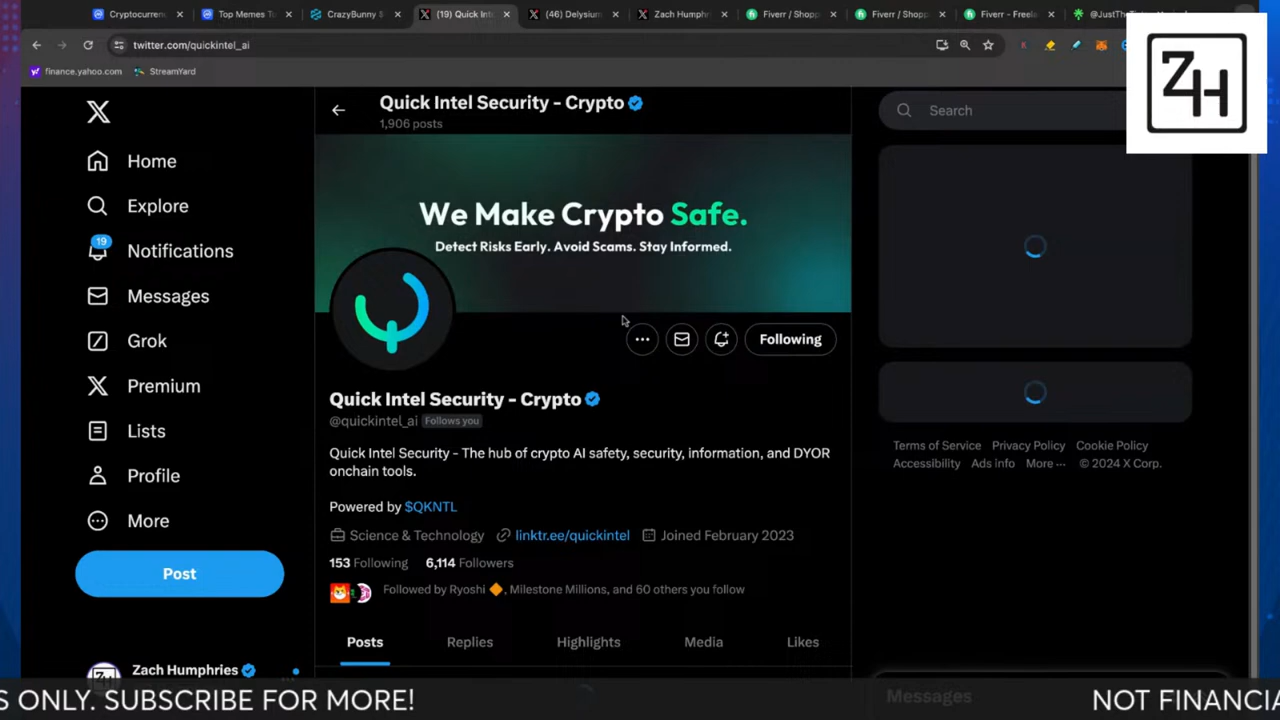 Cryptocurren
Top Memes To
CrazyBunny
(19) Quick Int
(46) Delysium
Zach Humph
Fiverr / Shopp
Fiverr / Shopp
Fiverr - Freela
twitter.com/quickintel_ai
finance.yahoo.com
StreamYard
ZH
Quick Intel Security - Crypto
1,906 posts
Search
Home
Explore
19
Notifications
Messages
Grok
Premium
Lists
Profile
More
Post
Zach Humphries
We Make Crypto Safe.
Detect Risks Early. Avoid Scams. Stay Informed.
Following
Quick Intel Security - Crypto
@quickintel_ai Follows you
Quick Intel Security - The hub of crypto AI safety, security, information, and DYOR
onchain tools.
Powered by $QKNTL
Science & Technology linktr.ee/quickintel Joined February 2023
153 Following 6,114 Followers
Followed by Ryoshi 🔶, Milestone Millions, and 60 others you follow
Posts Replies Highlights Media Likes
Terms of Service Privacy Policy Cookie Policy
Accessibility Ads info More ··· © 2024 X Corp.
Messages
S ONLY. SUBSCRIBE FOR MORE! NOT FINANCIA